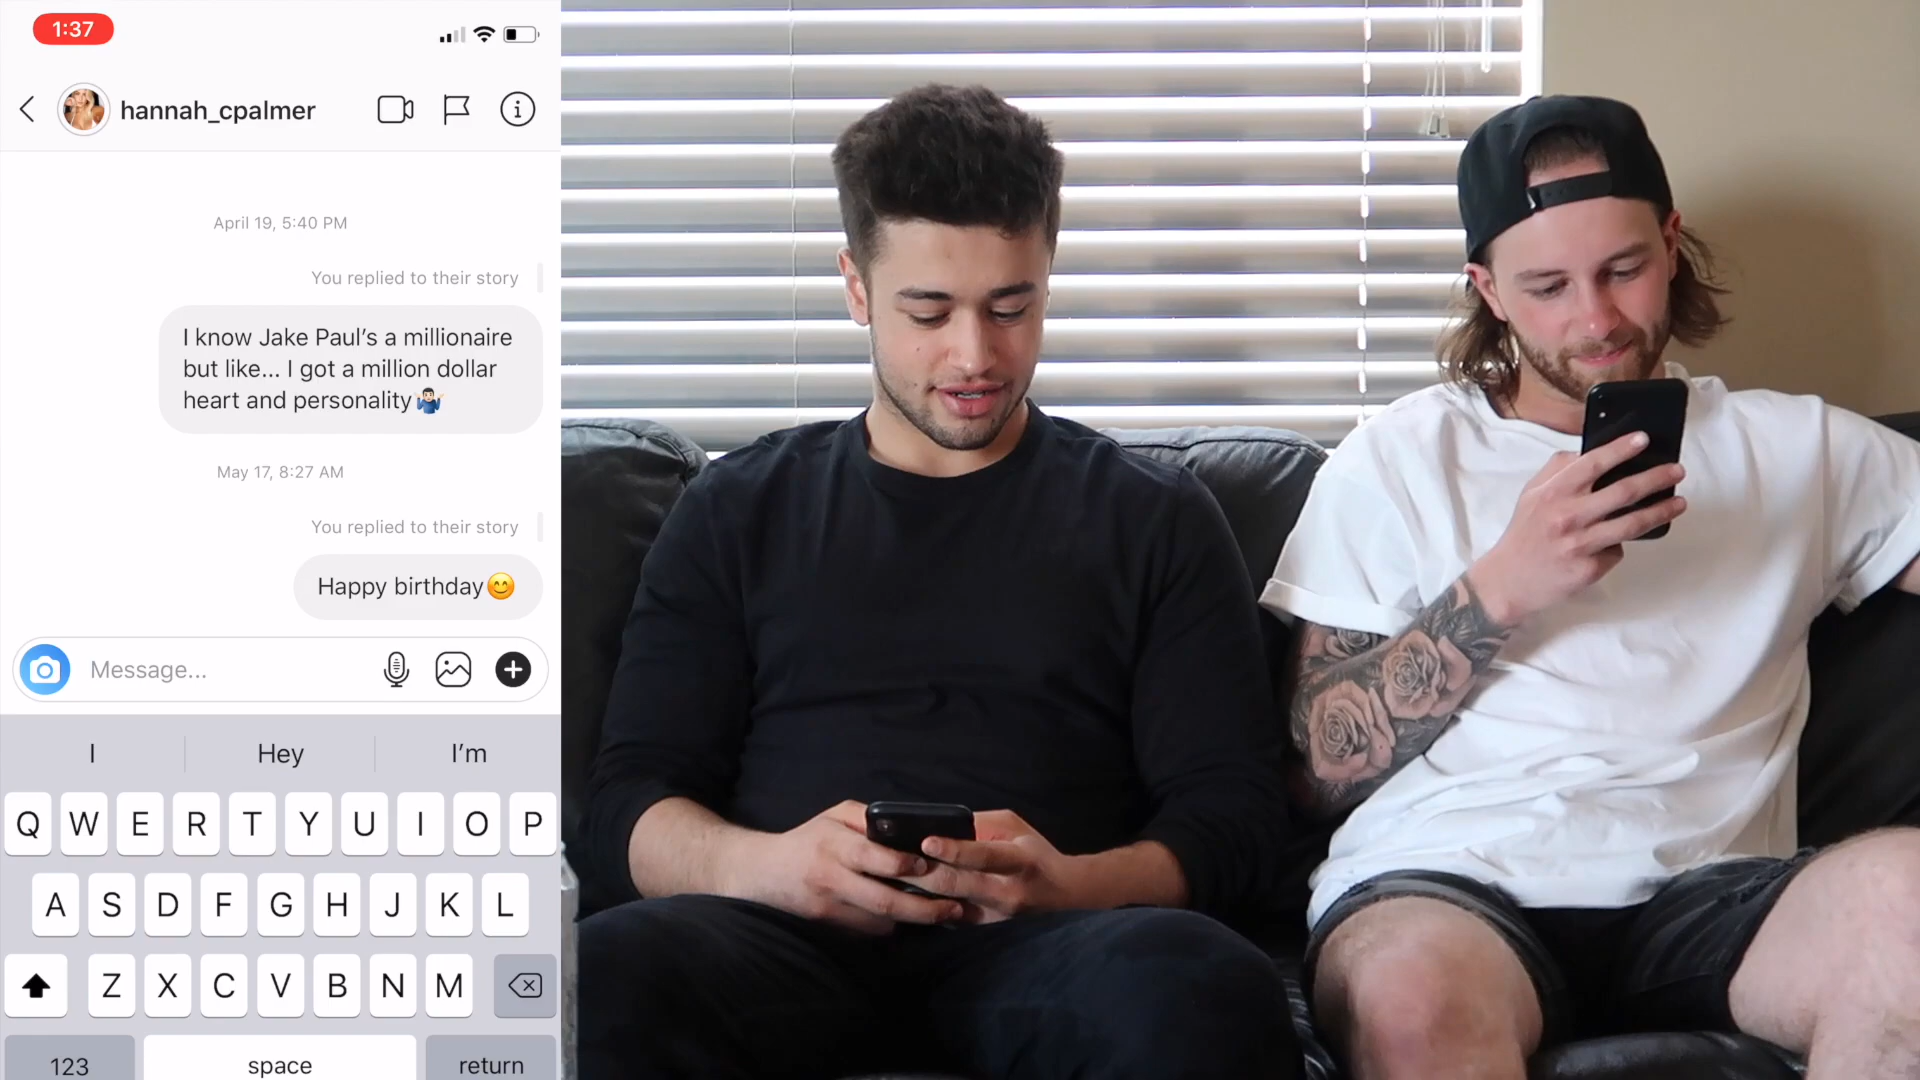 1:37
hannah_cpalmer
April 19, 5:40 PM
You replied to their story
I know Jake Paul’s a millionaire
but like... I got a million dollar
heart and personality🤷🏻‍♂️
May 17, 8:27 AM
You replied to their story
Happy birthday😊
Message...
I Hey I’m
Q W E R T Y U I O P
A S D F G H J K L
Z X C V B N M
123 space return